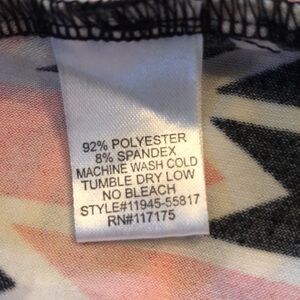 92% POLYESTER
8% SPANDEX
MACHINE WASH COLD
TUMBLE DRY LOW
NO BLEACH
STYLE#11945-55817
RN#117175